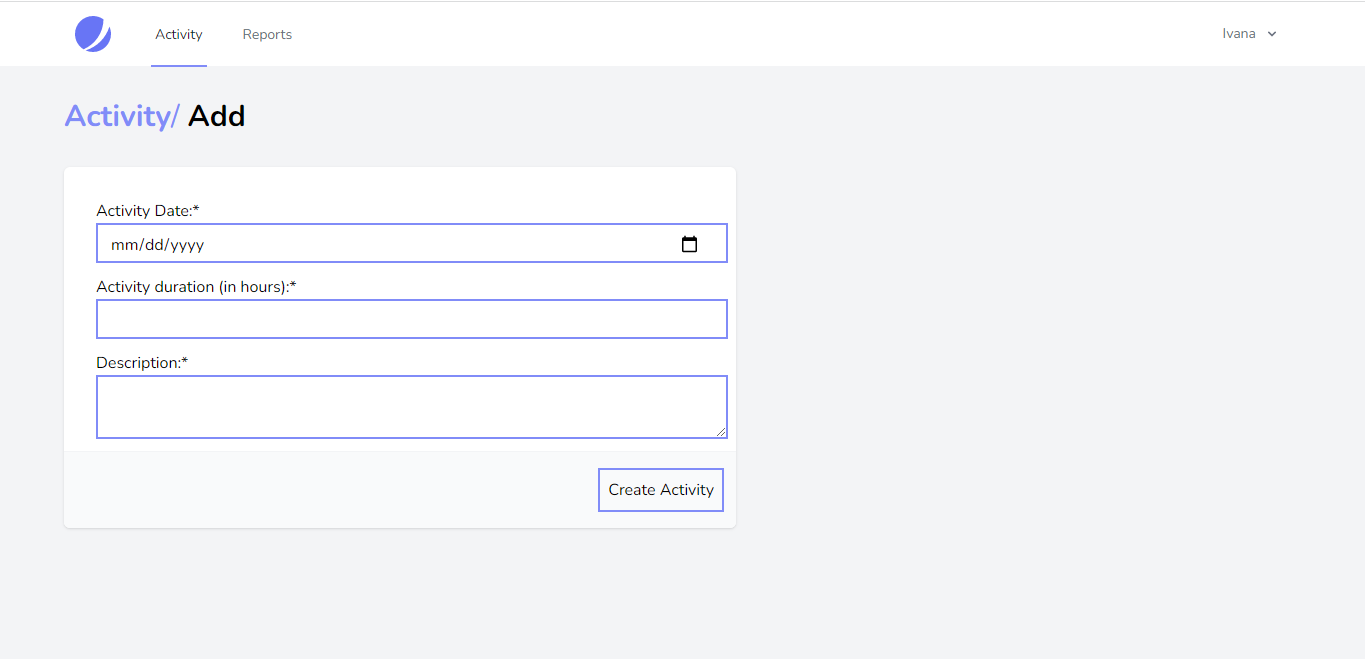 Activity Reports Ivana
Activity/ Add
Activity Date:*
mm/dd/yyyy
Activity duration (in hours):*
Description:*
Create Activity